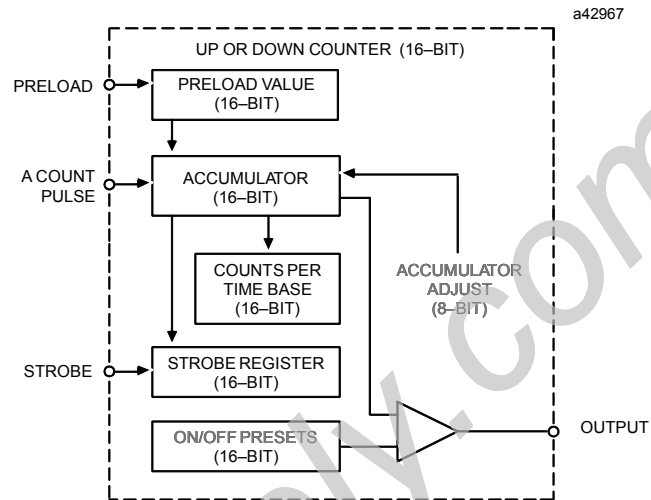 a42967
UP OR DOWN COUNTER (16–BIT)
PRELOAD
PRELOAD VALUE
(16–BIT)
A COUNT
PULSE
ACCUMULATOR
(16–BIT)
COUNTS PER
TIME BASE
(16–BIT)
ACCUMULATOR
ADJUST
(8–BIT)
STROBE
STROBE REGISTER
(16–BIT)
ON/OFF PRESETS
(16–BIT)
OUTPUT
ply.com